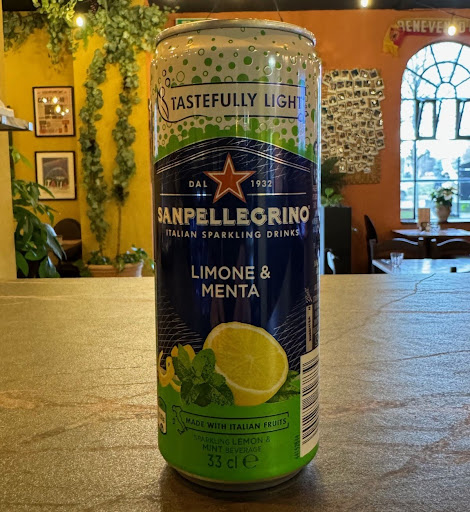 BENEVENTO
TASTEFULLY LIGHT
DAL 1932
SANPELLEGRINO
ITALIAN SPARKLING DRINKS
LIMONE &
MENTA
MADE WITH ITALIAN FRUITS
SPARKLING LEMON &
MINT BEVERAGE
33 cl e